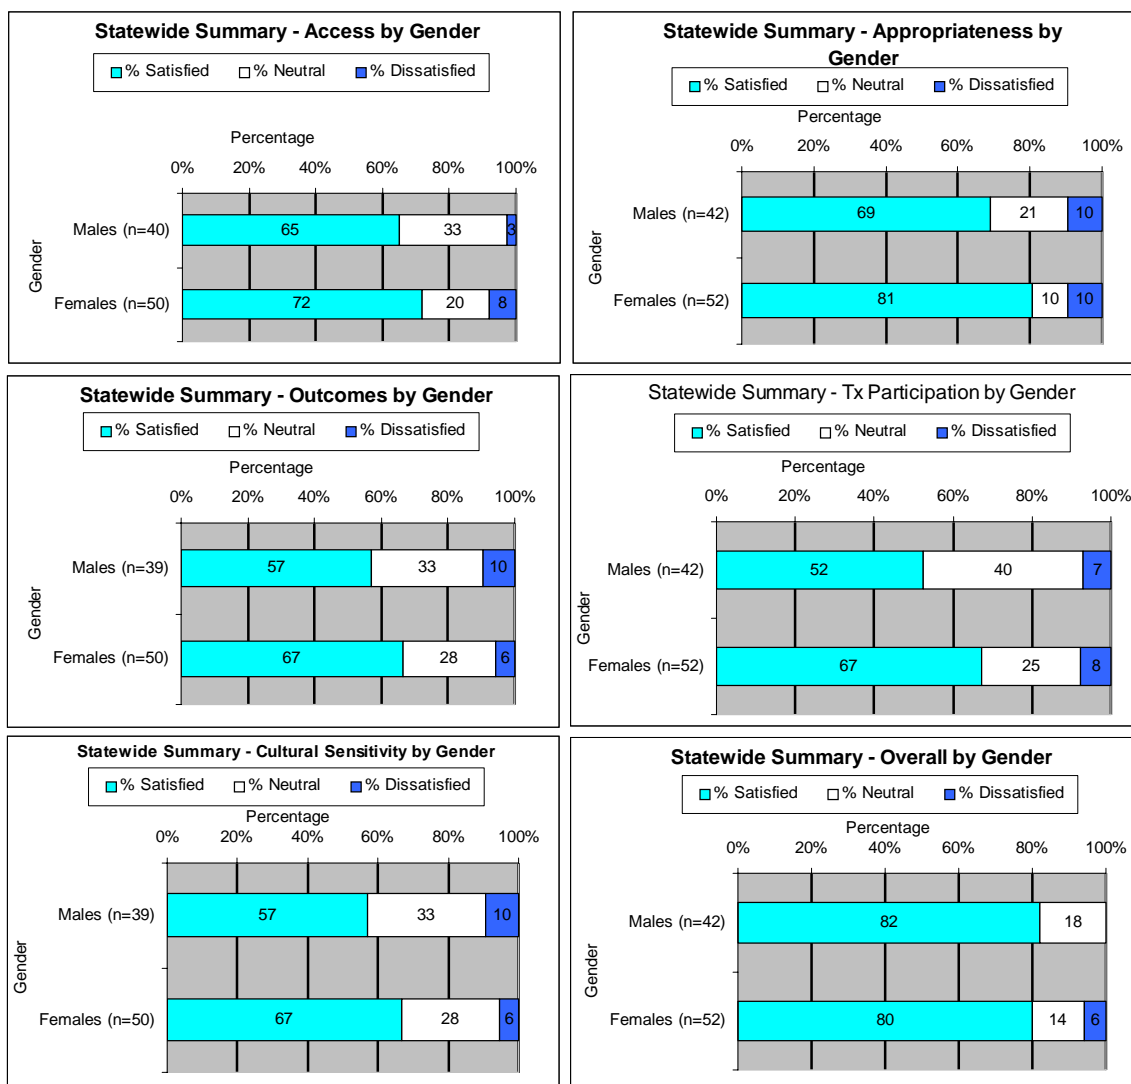 Statewide Summary - Access by Gender
% Satisfied % Neutral % Dissatisfied
Percentage
0% 20% 40% 60% 80% 100%
Gender
Males (n=40) 65 33 3
Females (n=50) 72 20 8
Statewide Summary - Appropriateness by
Gender
% Satisfied % Neutral % Dissatisfied
Percentage
0% 20% 40% 60% 80% 100%
Gender
Males (n=42) 69 21 10
Females (n=52) 81 10 10
Statewide Summary - Outcomes by Gender
% Satisfied % Neutral % Dissatisfied
Percentage
0% 20% 40% 60% 80% 100%
Gender
Males (n=39) 57 33 10
Females (n=50) 67 28 6
Statewide Summary - Tx Participation by Gender
% Satisfied % Neutral % Dissatisfied
Percentage
0% 20% 40% 60% 80% 100%
Gender
Males (n=42) 52 40 7
Females (n=52) 67 25 8
Statewide Summary - Cultural Sensitivity by Gender
% Satisfied % Neutral % Dissatisfied
Percentage
0% 20% 40% 60% 80% 100%
Gender
Males (n=39) 57 33 10
Females (n=50) 67 28 6
Statewide Summary - Overall by Gender
% Satisfied % Neutral % Dissatisfied
Percentage
0% 20% 40% 60% 80% 100%
Gender
Males (n=42) 82 18
Females (n=52) 80 14 6